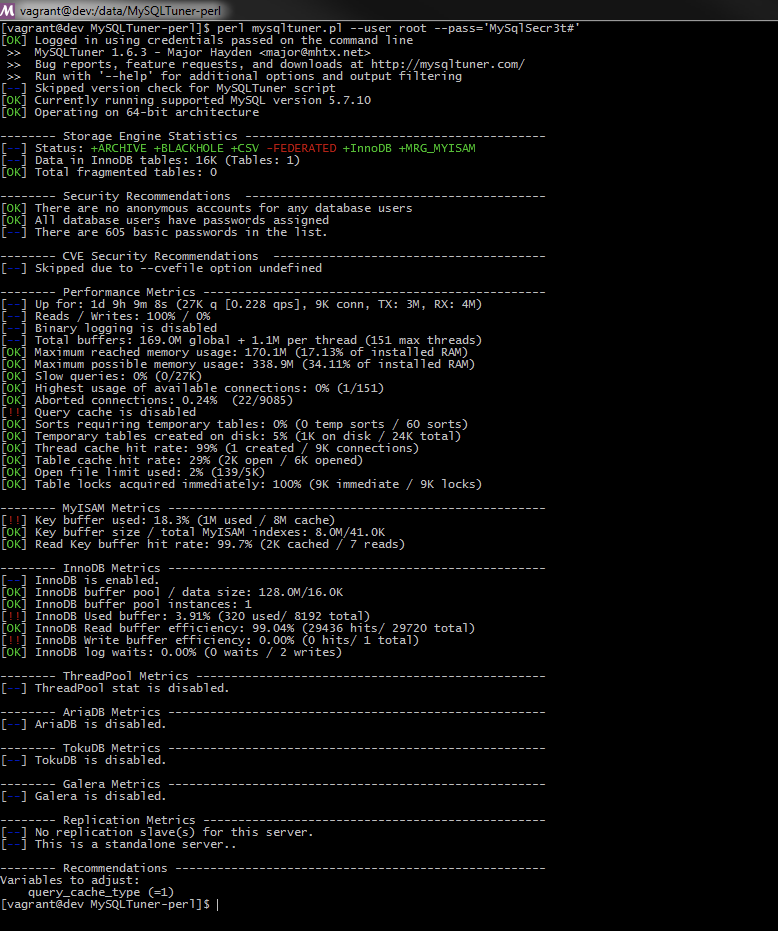 vagrant@dev:/data/MySQLTuner-perl
[vagrant@dev MySQLTuner-perl]$ perl mysqltuner.pl --user root --pass='MySqlSecr3t#'
[OK] Logged in using credentials passed on the command line
 >>  MySQLTuner 1.6.3 - Major Hayden <major@mhtx.net>
 >>  Bug reports, feature requests, and downloads at http://mysqltuner.com/
 >>  Run with '--help' for additional options and output filtering
[--] Skipped version check for MySQLTuner script
[OK] Currently running supported MySQL version 5.7.10
[OK] Operating on 64-bit architecture

-------- Storage Engine Statistics -------------------------------------------
[--] Status: +ARCHIVE +BLACKHOLE +CSV -FEDERATED +InnoDB +MRG_MYISAM
[--] Data in InnoDB tables: 16K (Tables: 1)
[OK] Total fragmented tables: 0

-------- Security Recommendations  -------------------------------------------
[OK] There are no anonymous accounts for any database users
[OK] All database users have passwords assigned
[--] There are 605 basic passwords in the list.

-------- CVE Security Recommendations  ---------------------------------------
[--] Skipped due to --cvefile option undefined

-------- Performance Metrics -------------------------------------------------
[--] Up for: 1d 9h 9m 8s (27K q [0.228 qps], 9K conn, TX: 3M, RX: 4M)
[--] Reads / Writes: 100% / 0%
[--] Binary logging is disabled
[--] Total buffers: 169.0M global + 1.1M per thread (151 max threads)
[OK] Maximum reached memory usage: 170.1M (17.13% of installed RAM)
[OK] Maximum possible memory usage: 338.9M (34.11% of installed RAM)
[OK] Slow queries: 0% (0/27K)
[OK] Highest usage of available connections: 0% (1/151)
[OK] Aborted connections: 0.24%  (22/9085)
[!!] Query cache is disabled
[OK] Sorts requiring temporary tables: 0% (0 temp sorts / 60 sorts)
[OK] Temporary tables created on disk: 5% (1K on disk / 24K total)
[OK] Thread cache hit rate: 99% (1 created / 9K connections)
[OK] Table cache hit rate: 29% (2K open / 6K opened)
[OK] Open file limit used: 2% (139/5K)
[OK] Table locks acquired immediately: 100% (9K immediate / 9K locks)

-------- MyISAM Metrics ------------------------------------------------------
[!!] Key buffer used: 18.3% (1M used / 8M cache)
[OK] Key buffer size / total MyISAM indexes: 8.0M/41.0K
[OK] Read Key buffer hit rate: 99.7% (2K cached / 7 reads)

-------- InnoDB Metrics ------------------------------------------------------
[--] InnoDB is enabled.
[OK] InnoDB buffer pool / data size: 128.0M/16.0K
[OK] InnoDB buffer pool instances: 1
[!!] InnoDB Used buffer: 3.91% (320 used/ 8192 total)
[OK] InnoDB Read buffer efficiency: 99.04% (29436 hits/ 29720 total)
[!!] InnoDB Write buffer efficiency: 0.00% (0 hits/ 1 total)
[OK] InnoDB log waits: 0.00% (0 waits / 2 writes)

-------- ThreadPool Metrics --------------------------------------------------
[--] ThreadPool stat is disabled.

-------- AriaDB Metrics ------------------------------------------------------
[--] AriaDB is disabled.

-------- TokuDB Metrics ------------------------------------------------------
[--] TokuDB is disabled.

-------- Galera Metrics ------------------------------------------------------
[--] Galera is disabled.

-------- Replication Metrics -------------------------------------------------
[--] No replication slave(s) for this server.
[--] This is a standalone server..

-------- Recommendations -----------------------------------------------------
Variables to adjust:
    query_cache_type (=1)
[vagrant@dev MySQLTuner-perl]$